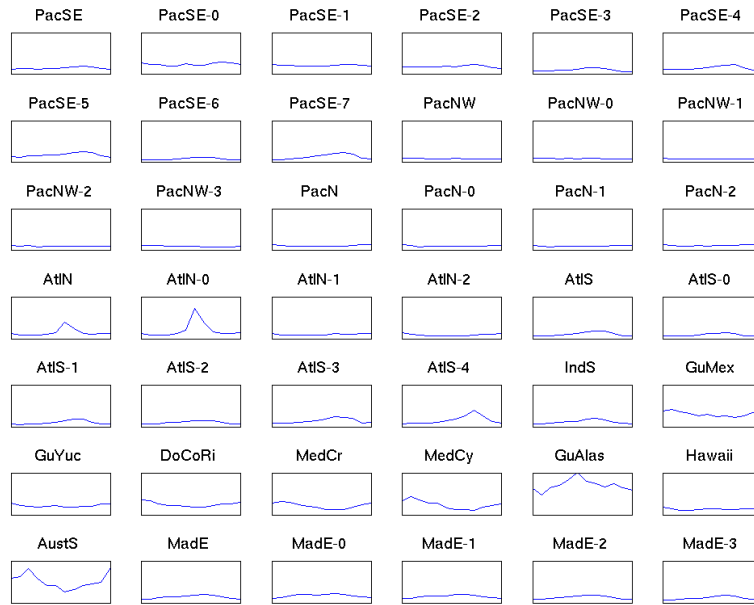 PacSE PacSE-0 PacSE-1 PacSE-2 PacSE-3 PacSE-4
PacSE-5 PacSE-6 PacSE-7 PacNW PacNW-0 PacNW-1
PacNW-2 PacNW-3 PacN PacN-0 PacN-1 PacN-2
AtlN AtlN-0 AtlN-1 AtlN-2 AtlS AtlS-0
AtlS-1 AtlS-2 AtlS-3 AtlS-4 IndS GuMex
GuYuc DoCoRi MedCr MedCy GuAlas Hawaii
AustS MadE MadE-0 MadE-1 MadE-2 MadE-3